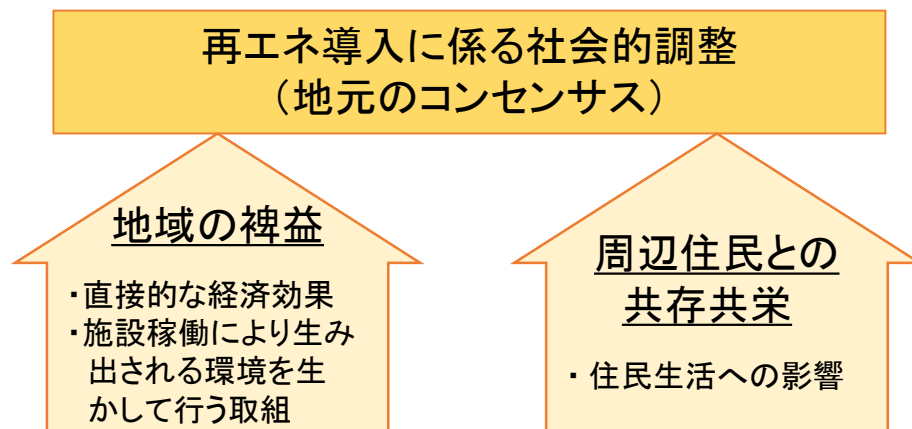 再エネ導入に係る社会的調整
（地元のコンセンサス）
地域の裨益
・直接的な経済効果
・施設稼働により生み
出される環境を生
かして行う取組
周辺住民との
共存共栄
・住民生活への影響